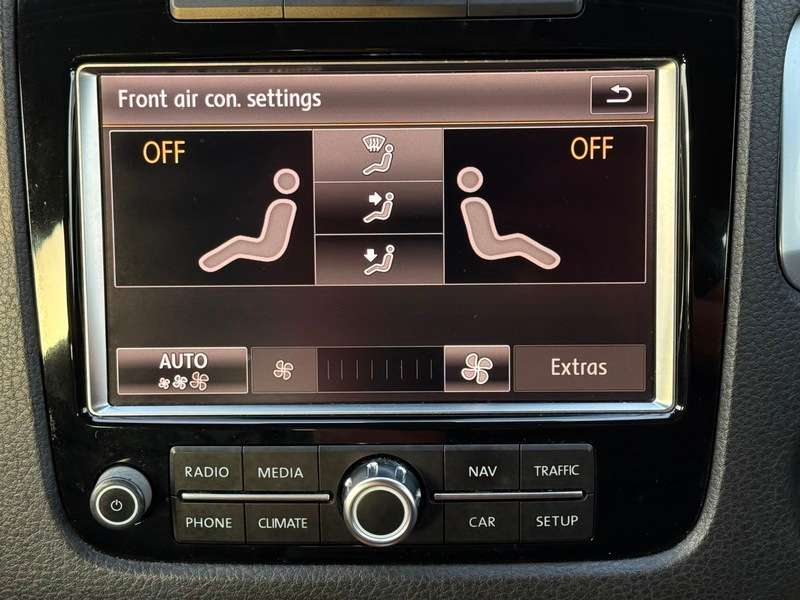 Front air con. settings
OFF
OFF
AUTO
Extras
RADIO MEDIA NAV TRAFFIC
PHONE CLIMATE CAR SETUP